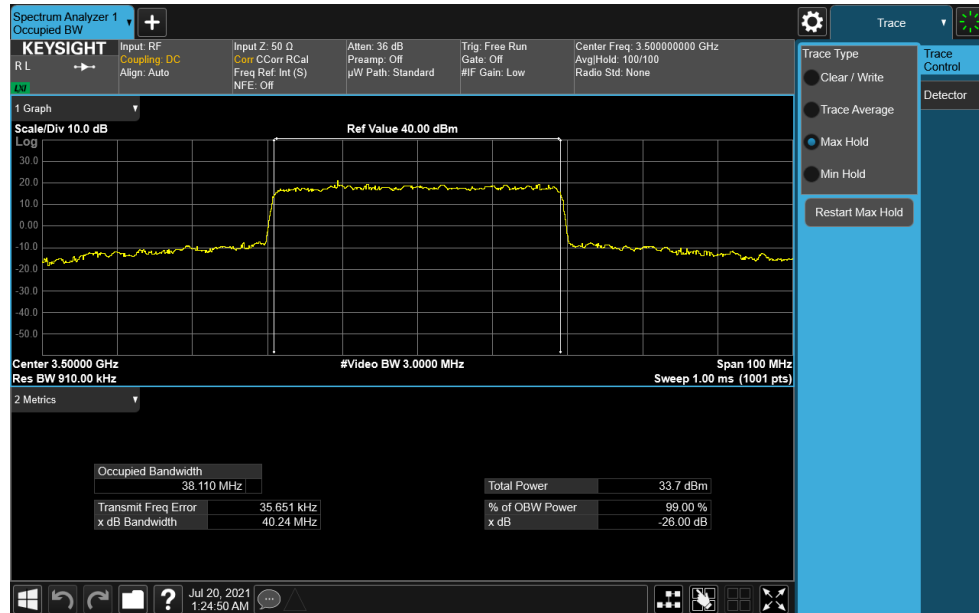 Spectrum Analyzer 1
Occupied BW
+
Trace
KEYSIGHT
R L
LXI
Input: RF
Coupling: DC
Align: Auto
Input Z: 50 Ω
Corr CCorr RCal
Freq Ref: Int (S)
NFE: Off
Atten: 36 dB
Preamp: Off
µW Path: Standard
Trig: Free Run
Gate: Off
#IF Gain: Low
Center Freq: 3.500000000 GHz
Avg|Hold: 100/100
Radio Std: None
Trace Type
Clear / Write
Trace Average
Max Hold
Min Hold
Restart Max Hold
Trace
Control
Detector
1 Graph
Scale/Div 10.0 dB
Ref Value 40.00 dBm
Log
30.0
20.0
10.0
0.00
-10.0
-20.0
-30.0
-40.0
-50.0
Center 3.50000 GHz
#Video BW 3.0000 MHz
Span 100 MHz
Res BW 910.00 kHz
Sweep 1.00 ms (1001 pts)
2 Metrics
Occupied Bandwidth
38.110 MHz
Total Power 33.7 dBm
Transmit Freq Error 35.651 kHz
% of OBW Power 99.00 %
x dB Bandwidth 40.24 MHz
x dB -26.00 dB
?
Jul 20, 2021
1:24:50 AM